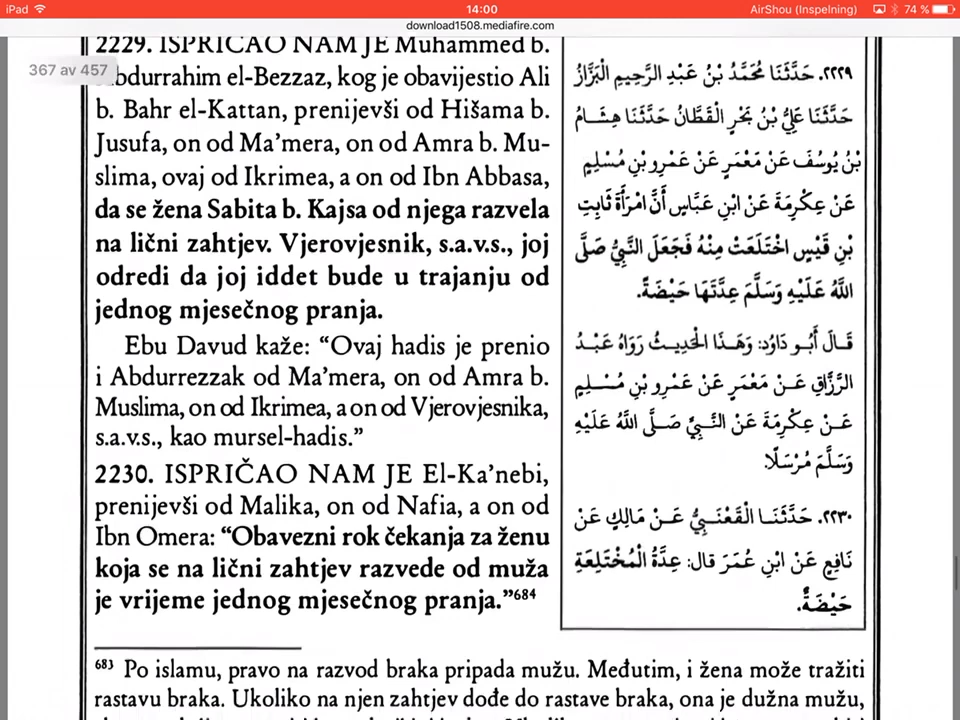 iPad
14:00
AirShou (Inspelning)
74 %
download1508.mediafire.com
367 av 457
2229. ISPRIČAO NAM JE Muhammed b.
Abdurrahim el-Bezzaz, kog je obavijestio Ali
b. Bahr el-Kattan, prenijevši od Hišama b.
Jusufa, on od Ma’mera, on od Amra b. Mu-
slima, ovaj od Ikrimea, a on od Ibn Abbasa,
da se žena Sabita b. Kajsa od njega razvela
na lični zahtjev. Vjerovjesnik, s.a.v.s., joj
odredi da joj iddet bude u trajanju od
jednog mjesečnog pranja.
Ebu Davud kaže: “Ovaj hadis je prenio
i Abdurrezzak od Ma’mera, on od Amra b.
Muslima, on od Ikrimea, a on od Vjerovjesnika,
s.a.v.s., kao mursel-hadis.”
2230. ISPRIČAO NAM JE El-Ka’nebi,
prenijevši od Malika, on od Nafia, a on od
Ibn Omera: “Obavezni rok čekanja za ženu
koja se na lični zahtjev razvede od muža
je vrijeme jednog mjesečnog pranja.”684
٢٢٢٩. حَدَّثَنَا مُحَمَّدُ بْنُ عَبْدِ الرَّحِيمِ الْبَزَّازُ
حَدَّثَنَا عَلِيُّ بْنُ بَحْرٍ الْقَطَّانُ حَدَّثَنَا هِشَامُ
بْنُ يُوسُفَ عَنْ مَعْمَرٍ عَنْ عَمْرِو بْنِ مُسْلِمٍ
عَنْ عِكْرِمَةَ عَنْ ابْنِ عَبَّاسٍ أَنَّ امْرَأَةَ ثَابِتِ
بْنِ قَيْسٍ اخْتَلَعَتْ مِنْهُ فَجَعَلَ النَّبِيُّ صَلَّى
اللَّهُ عَلَيْهِ وَسَلَّمَ عِدَّتَهَا حَيْضَةً.
قَالَ أَبُو دَاوُد: وَهَذَا الْحَدِيثُ رَوَاهُ عَبْدُ
الرَّزَّاقِ عَنْ مَعْمَرٍ عَنْ عَمْرِو بْنِ مُسْلِمٍ
عَنْ عِكْرِمَةَ عَنْ النَّبِيِّ صَلَّى اللَّهُ عَلَيْهِ
وَسَلَّمَ مُرْسَلًا.
٢٢٣٠. حَدَّثَنَا الْقَعْنَبِيُّ عَنْ مَالِكٍ عَنْ
نَافِعٍ عَنْ ابْنِ عُمَرَ قال: عِدَّةُ الْمُخْتَلِعَةِ
حَيْضَةٌ.
683 Po islamu, pravo na razvod braka pripada mužu. Međutim, i žena može tražiti
rastavu braka. Ukoliko na njen zahtjev dođe do rastave braka, ona je dužna mužu,